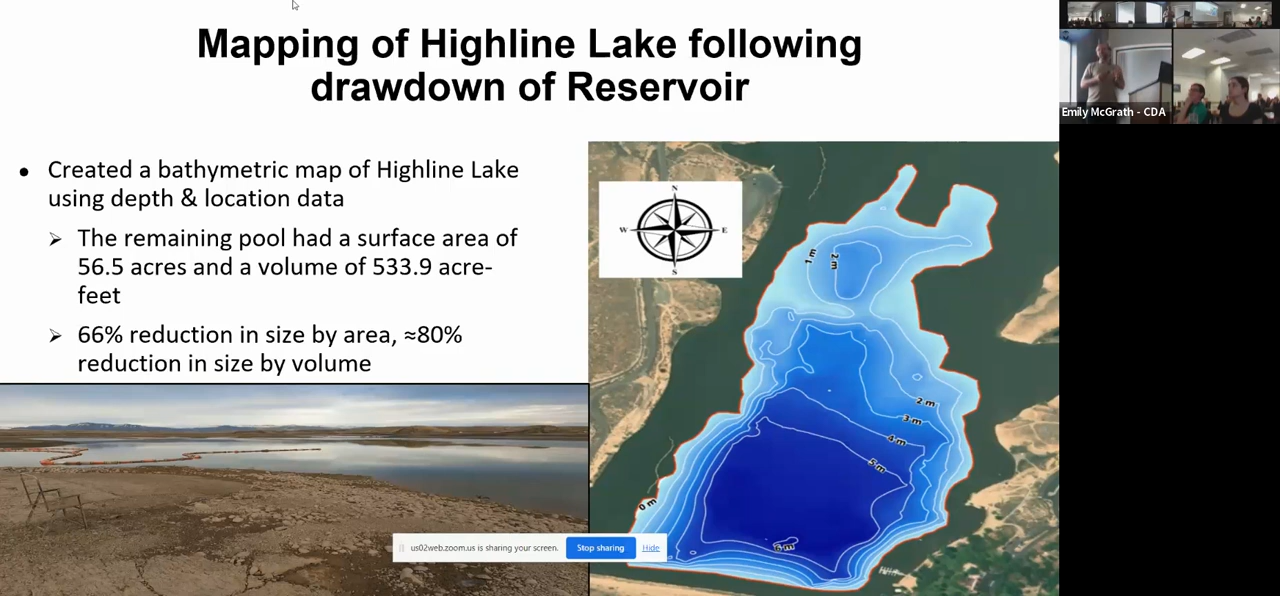 Mapping of Highline Lake following
drawdown of Reservoir
Created a bathymetric map of Highline Lake
using depth & location data
The remaining pool had a surface area of
56.5 acres and a volume of 533.9 acre-
feet
66% reduction in size by area, ≈80%
reduction in size by volume
N
W
E
S
1 m
2 m
2 m
3 m
4 m
5 m
0 m
6 m
us02web.zoom.us is sharing your screen.
Stop sharing
Hide
Emily McGrath - CDA